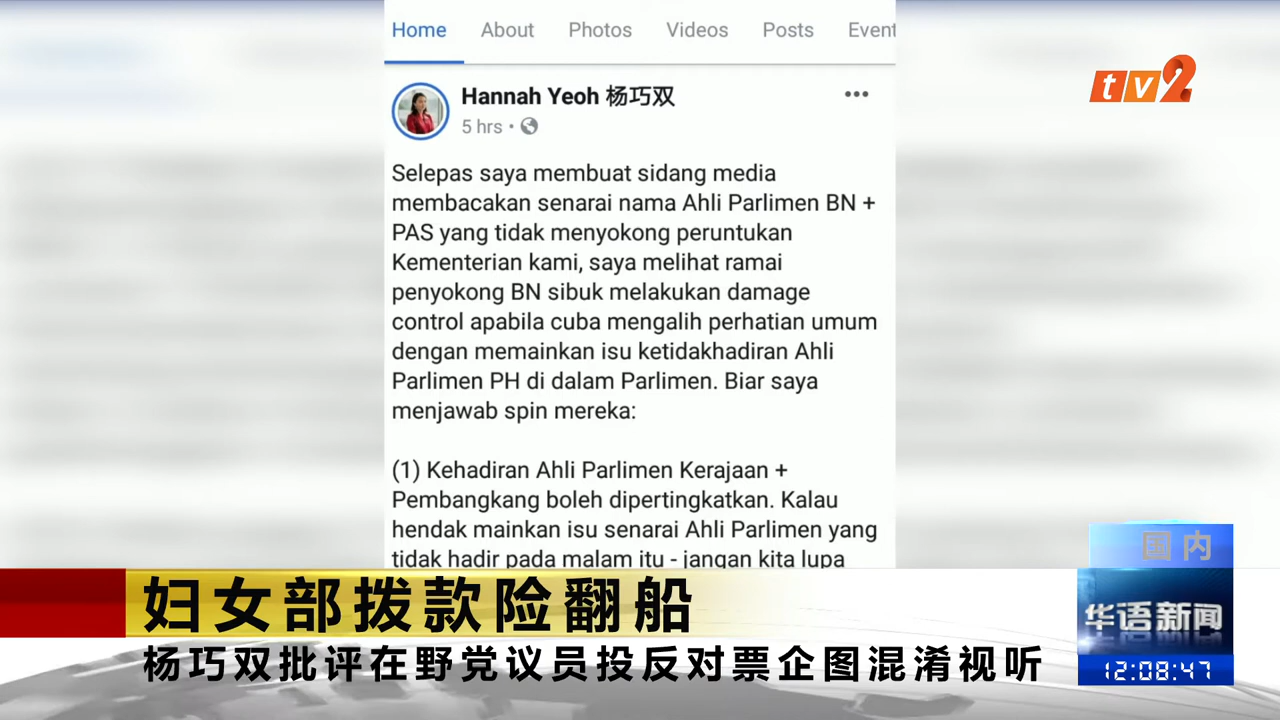 Home About Photos Videos Posts Event
tv2
Hannah Yeoh 杨巧双
5 hrs
Selepas saya membuat sidang media
membacakan senarai nama Ahli Parlimen BN +
PAS yang tidak menyokong peruntukan
Kementerian kami, saya melihat ramai
penyokong BN sibuk melakukan damage
control apabila cuba mengalih perhatian umum
dengan memainkan isu ketidakhadiran Ahli
Parlimen PH di dalam Parlimen. Biar saya
menjawab spin mereka:
(1) Kehadiran Ahli Parlimen Kerajaan +
Pembangkang boleh dipertingkatkan. Kalau
hendak mainkan isu senarai Ahli Parlimen yang
tidak hadir pada malam itu - jangan kita lupa
国内
妇女部拨款险翻船
华语新闻
杨巧双批评在野党议员投反对票企图混淆视听
12:08:47